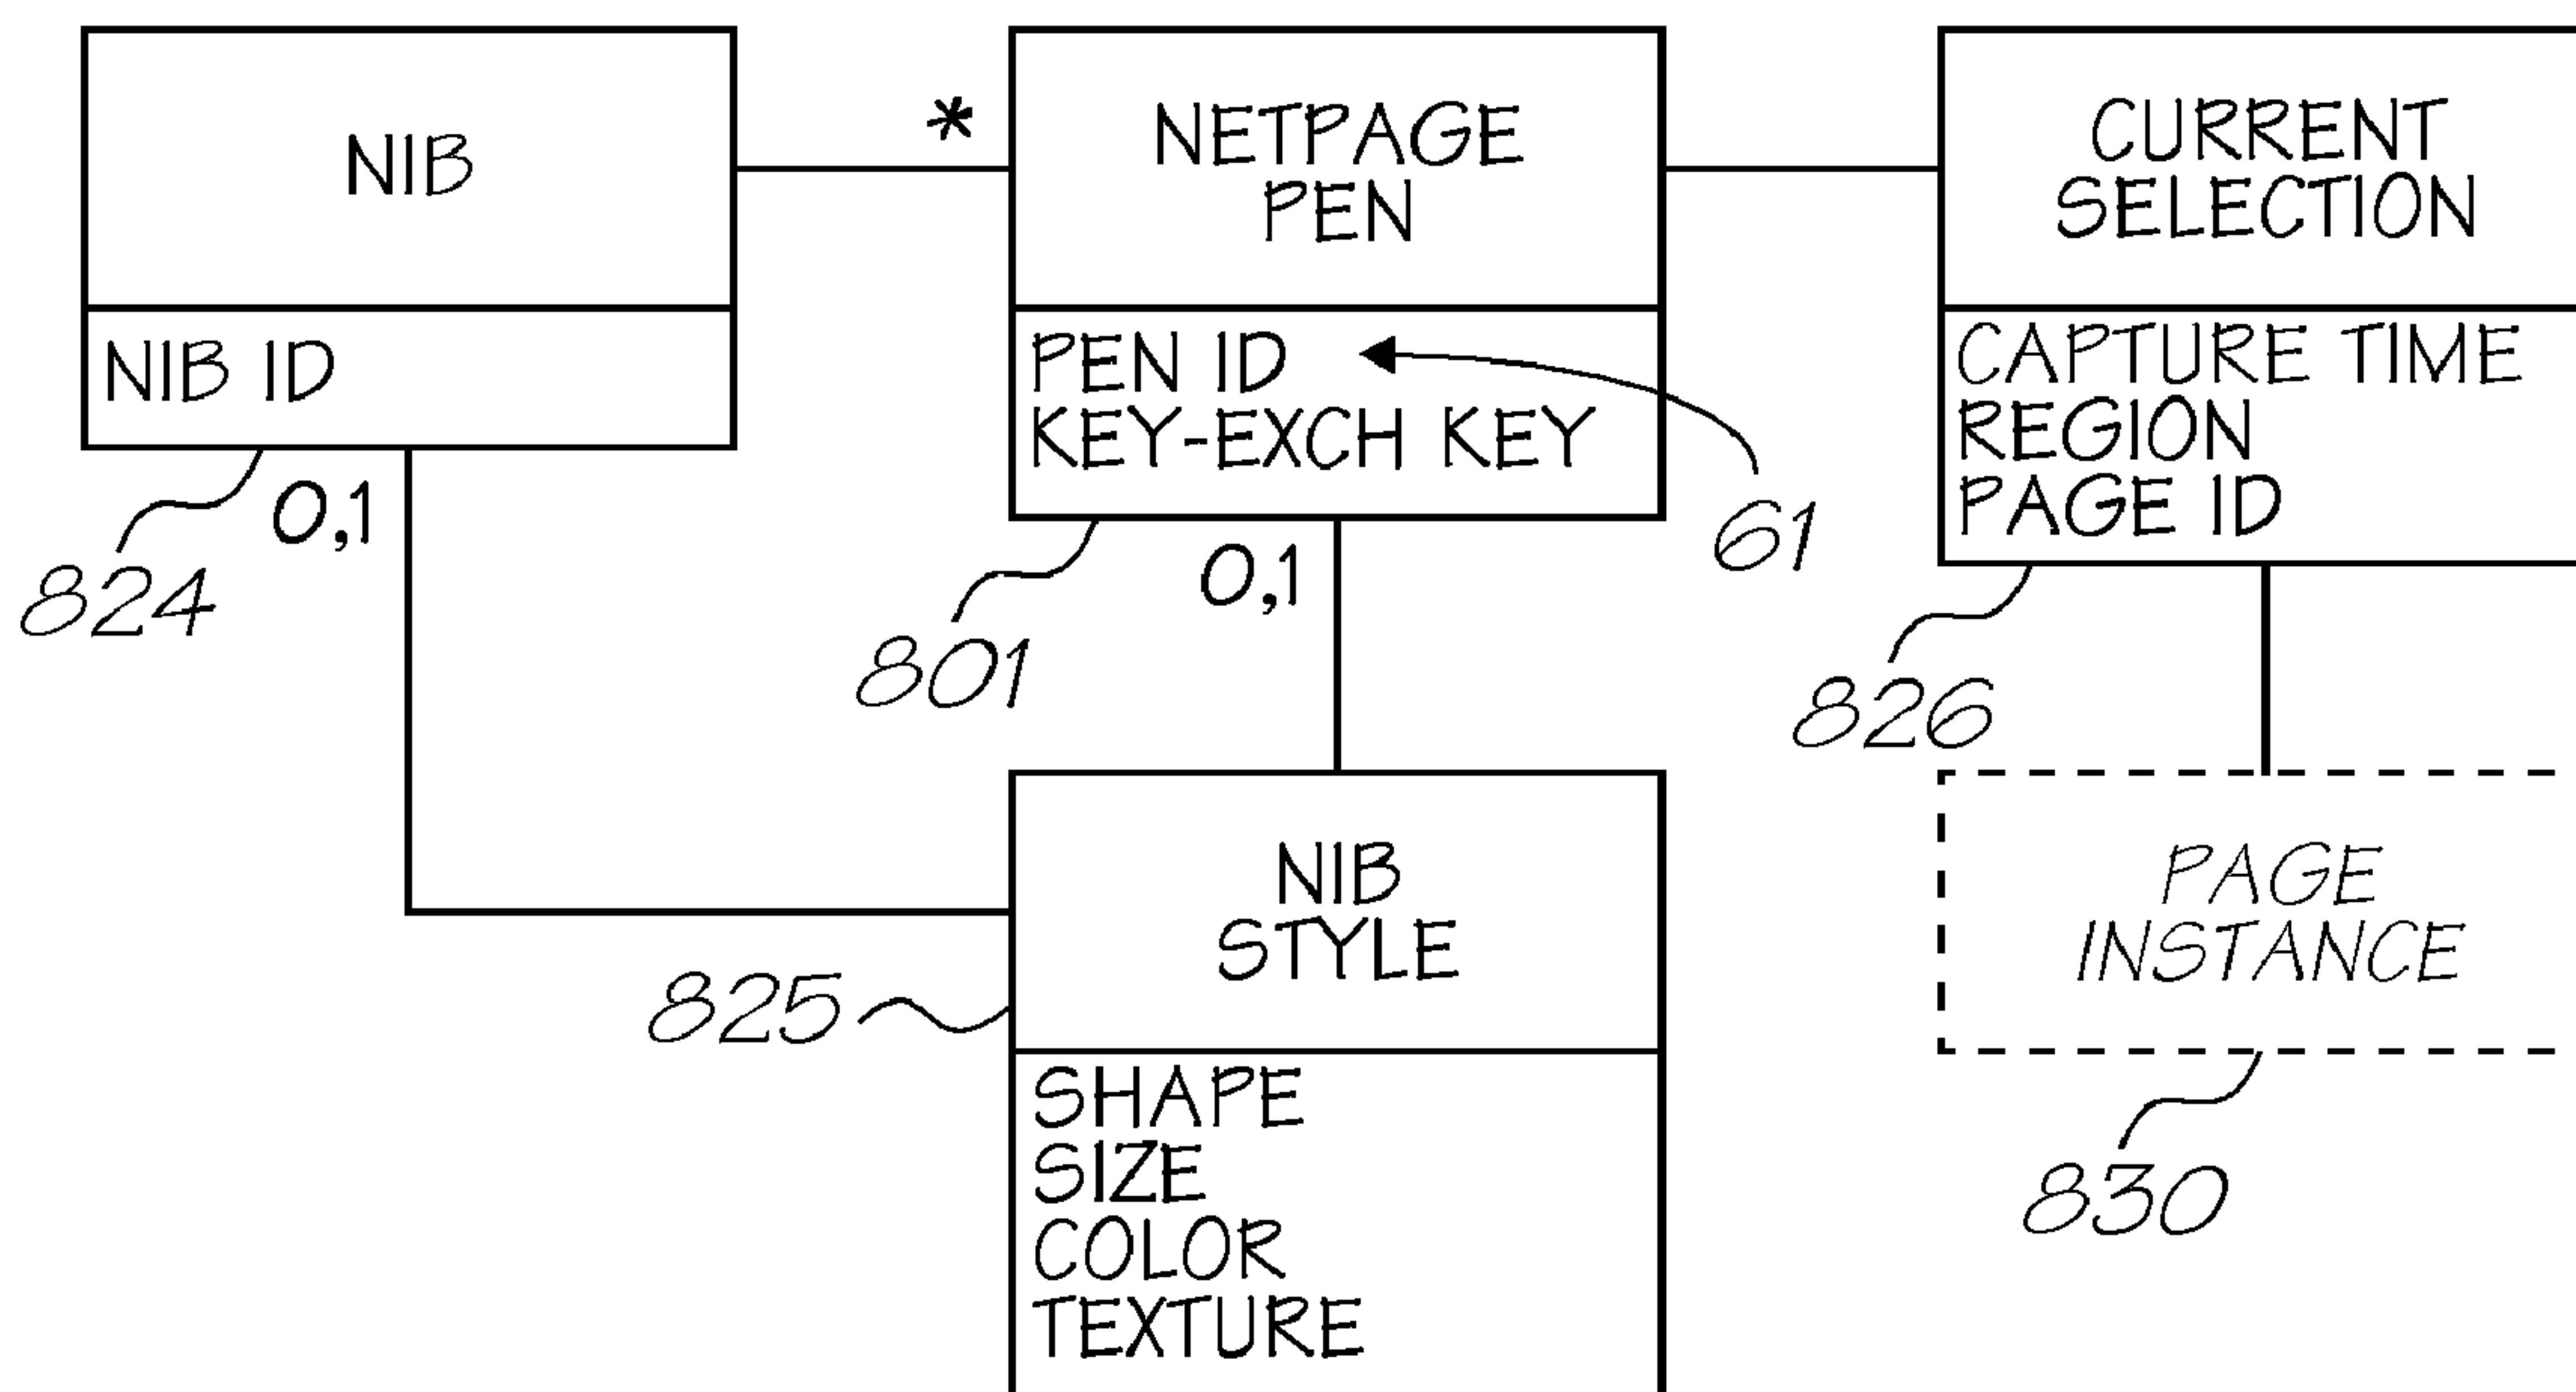 NIB
*
NETPAGE
PEN
CURRENT
SELECTION
NIB ID
PEN ID
KEY-EXCH KEY
CAPTURE TIME
REGION
PAGE ID
61
824
0,1
801
0,1
826
NIB
STYLE
825
SHAPE
SIZE
COLOR
TEXTURE
PAGE
INSTANCE
830